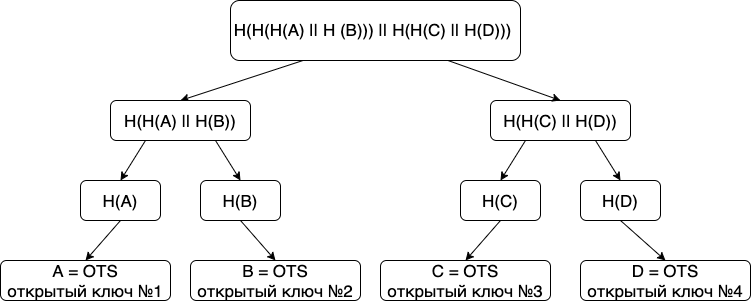 H(H(H(A) || H (B))) || H(H(C) || H(D)))
H(H(A) || H(B))
H(H(C) || H(D))
H(A)
H(B)
H(C)
H(D)
A = OTS
открытый ключ №1
B = OTS
открытый ключ №2
C = OTS
открытый ключ №3
D = OTS
открытый ключ №4